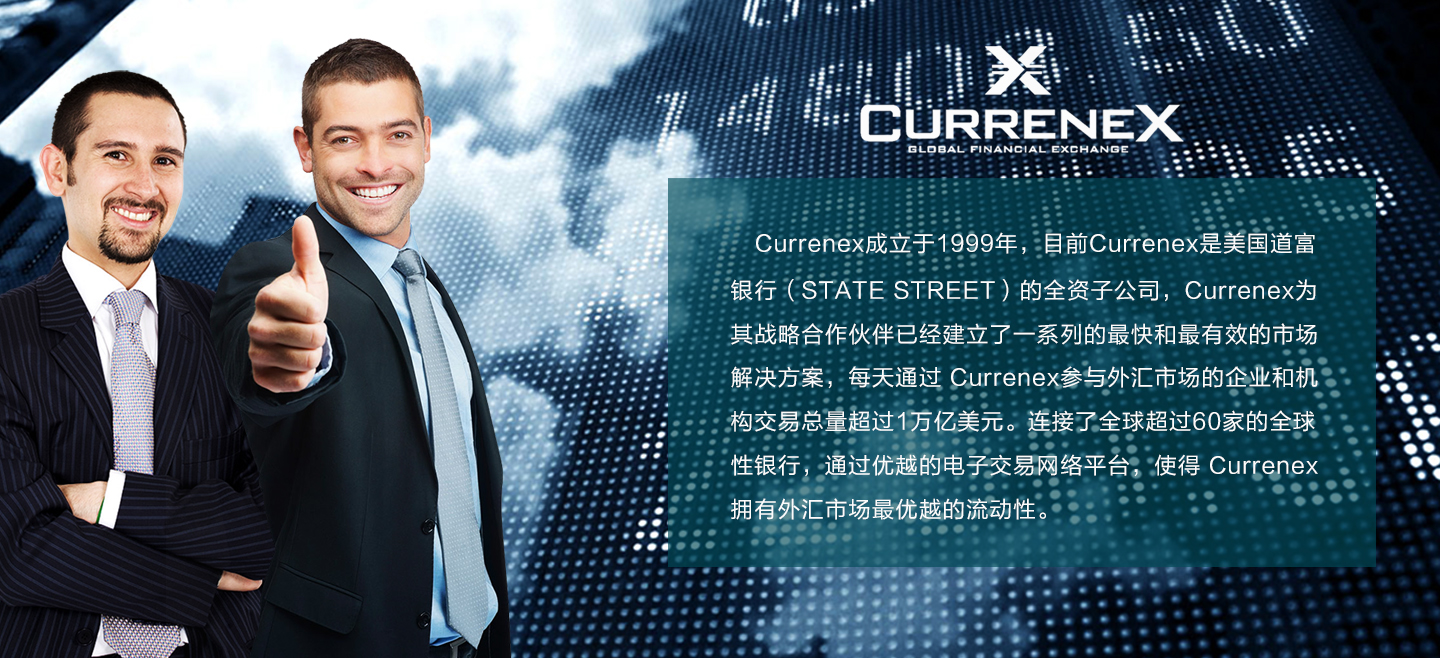 CURRENEX
GLOBAL FINANCIAL EXCHANGE
Currenex成立于1999年，目前Currenex是美国道富
银行（STATE STREET）的全资子公司，Currenex为
其战略合作伙伴已经建立了一系列的最快和最有效的市场
解决方案，每天通过 Currenex参与外汇市场的企业和机
构交易总量超过1万亿美元。连接了全球超过60家的全球
性银行，通过优越的电子交易网络平台，使得 Currenex
拥有外汇市场最优越的流动性。